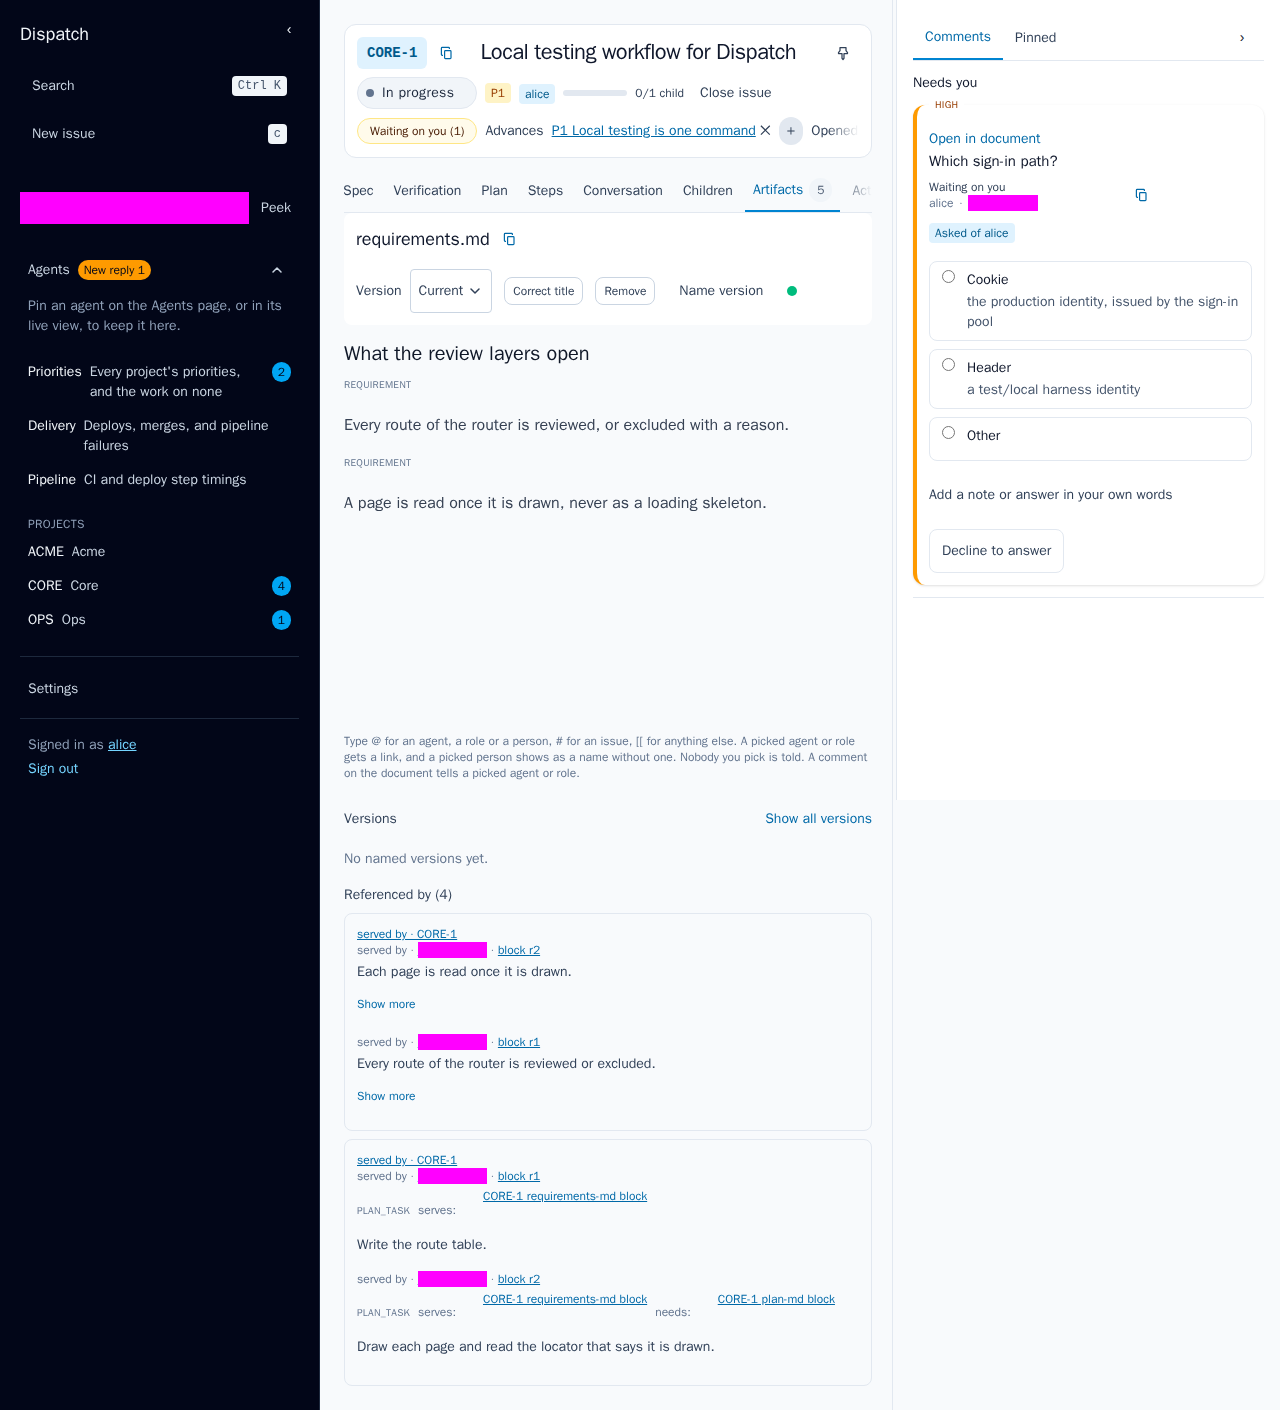 Dispatch
Search
Ctrl K
New issue
C
Peek
Agents
New reply 1
Pin an agent on the Agents page, or in its
live view, to keep it here.
Priorities
Every project's priorities,
and the work on none
2
Delivery
Deploys, merges, and pipeline
failures
Pipeline
CI and deploy step timings
PROJECTS
ACME Acme
CORE Core
4
OPS Ops
1
Settings
Signed in as alice
Sign out
CORE-1
Local testing workflow for Dispatch
In progress
P1
alice
0/1 child
Close issue
Waiting on you (1)
Advances
P1 Local testing is one command
+
Opened
Spec
Verification
Plan
Steps
Conversation
Children
Artifacts
5
Act
requirements.md
Version
Current
Correct title
Remove
Name version
What the review layers open
REQUIREMENT
Every route of the router is reviewed, or excluded with a reason.
REQUIREMENT
A page is read once it is drawn, never as a loading skeleton.
Type @ for an agent, a role or a person, # for an issue, [[ for anything else. A picked agent or role
gets a link, and a picked person shows as a name without one. Nobody you pick is told. A comment
on the document tells a picked agent or role.
Versions
Show all versions
No named versions yet.
Referenced by (4)
served by · CORE-1
served by · · block r2
Each page is read once it is drawn.
Show more
served by · · block r1
Every route of the router is reviewed or excluded.
Show more
served by · CORE-1
served by · · block r1
CORE-1 requirements-md block
PLAN_TASK serves:
Write the route table.
served by · · block r2
CORE-1 requirements-md block
CORE-1 plan-md block
PLAN_TASK serves:
needs:
Draw each page and read the locator that says it is drawn.
Comments
Pinned
Needs you
HIGH
Open in document
Which sign-in path?
Waiting on you
alice ·
Asked of alice
Cookie
the production identity, issued by the sign-in
pool
Header
a test/local harness identity
Other
Add a note or answer in your own words
Decline to answer